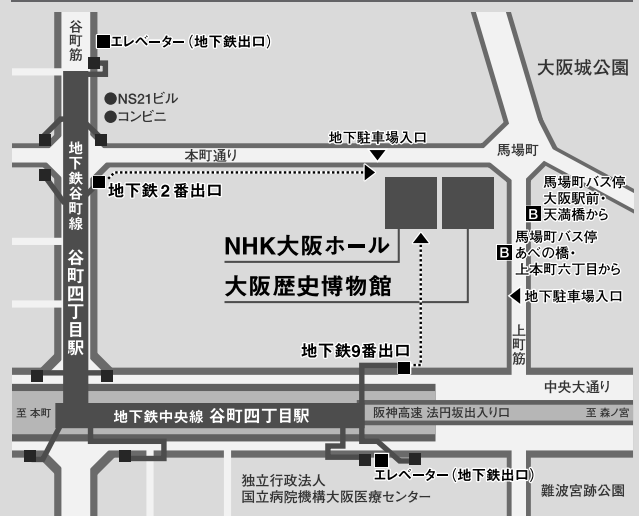 谷町筋
エレベーター（地下鉄出口）
大阪城公園
●NS21ビル
●コンビニ
地下駐車場入口
本町通り
馬場町
地下鉄谷町線 谷町四丁目駅
地下鉄２番出口
馬場町バス停
大阪駅前・
天満橋から
B
NHK大阪ホール
馬場町バス停
あべの橋・
上本町六丁目から
B
大阪歴史博物館
地下駐車場入口
上町筋
地下鉄9番出口
中央大通り
至 本町
地下鉄中央線 谷町四丁目駅
阪神高速 法円坂出入り口
至 森ノ宮
エレベーター（地下鉄出口）
独立行政法人
国立病院機構大阪医療センター
難波宮跡公園